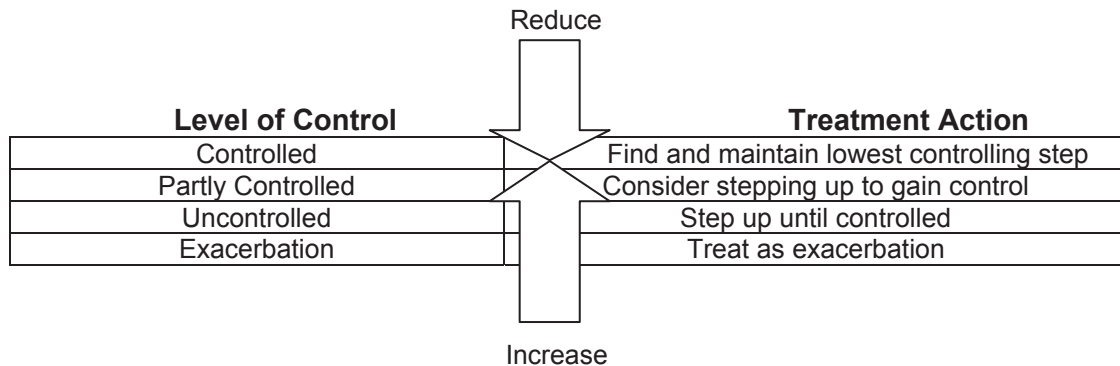 Reduce
Level of Control Treatment Action
Controlled Find and maintain lowest controlling step
Partly Controlled Consider stepping up to gain control
Uncontrolled Step up until controlled
Exacerbation Treat as exacerbation
Increase